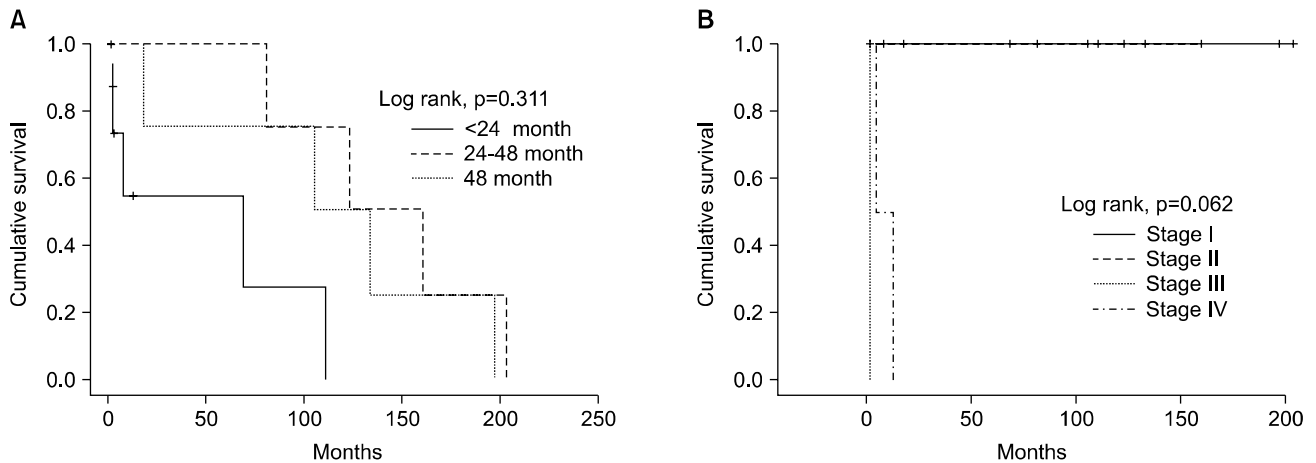 A
Cumulative survival
1.0
0.8
0.6
0.4
0.2
0.0
Log rank, p=0.311
<24 month
24-48 month
48 month
0 50 100 150 200 250
Months
B
Cumulative survival
1.0
0.8
0.6
0.4
0.2
0.0
Log rank, p=0.062
Stage I
Stage II
Stage III
Stage IV
0 50 100 150 200
Months